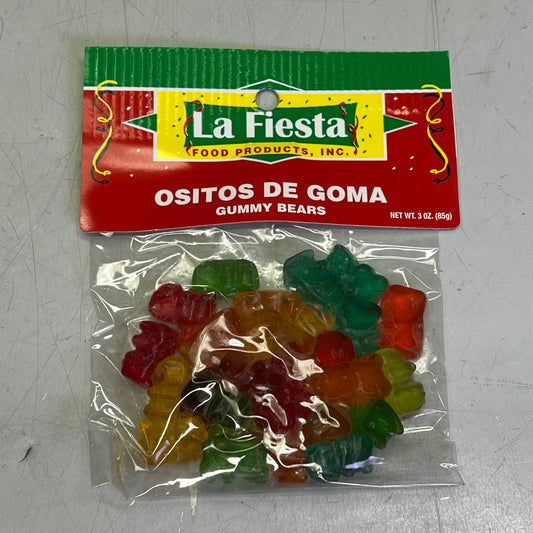 La Fiesta
FOOD PRODUCTS, INC.
OSITOS DE GOMA
GUMMY BEARS
NET WT. 3 OZ. (85g)